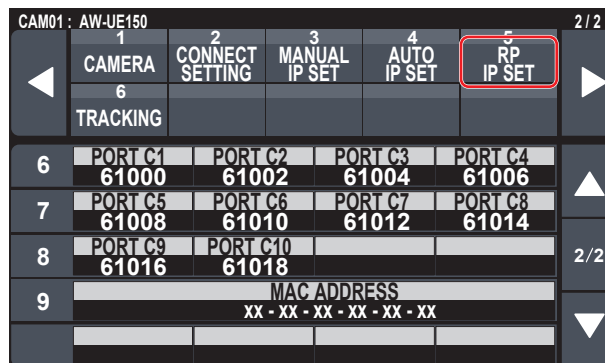 CAM01 : AW-UE150 2 / 2
1 2 3 4 5
CAMERA CONNECT SETTING MANUAL IP SET AUTO IP SET RP IP SET
6
TRACKING
6 PORT C1 PORT C2 PORT C3 PORT C4
61000 61002 61004 61006
7 PORT C5 PORT C6 PORT C7 PORT C8
61008 61010 61012 61014
8 PORT C9 PORT C10
61016 61018
2/2
9 MAC ADDRESS
XX - XX - XX - XX - XX - XX